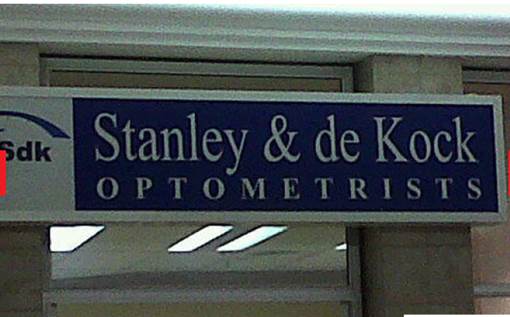 Sdk
Stanley & de Kock
OPTOMETRISTS